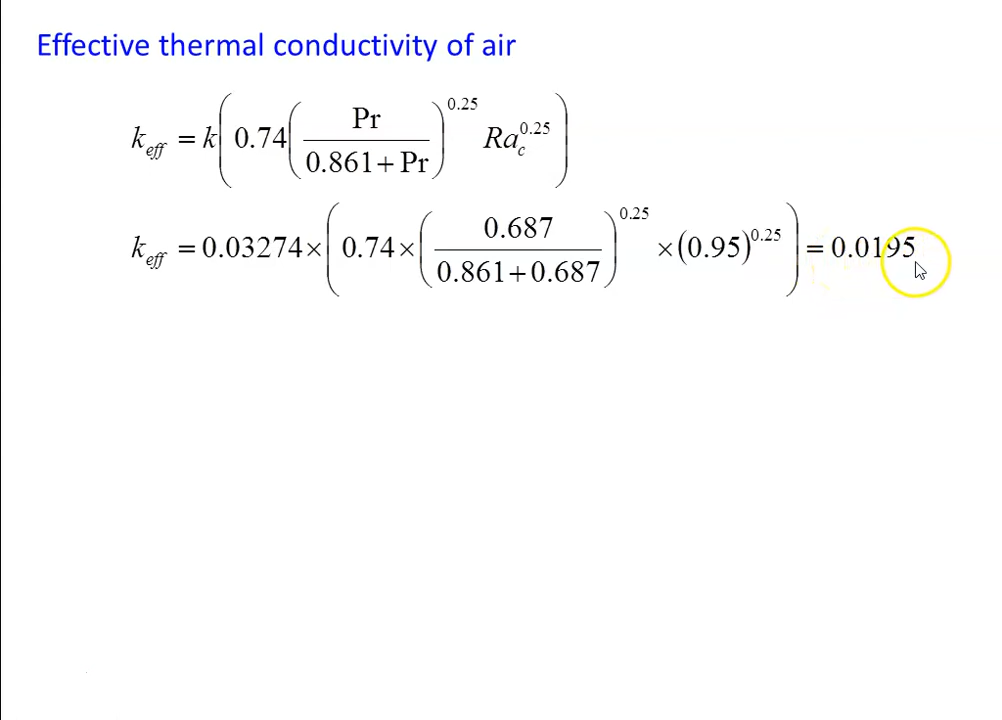 Effective thermal conductivity of air
k_eff = k(0.74(Pr / (0.861 + Pr))^0.25 Ra_c^0.25)
k_eff = 0.03274 × (0.74 × (0.687 / (0.861 + 0.687))^0.25 × (0.95)^0.25) = 0.0195